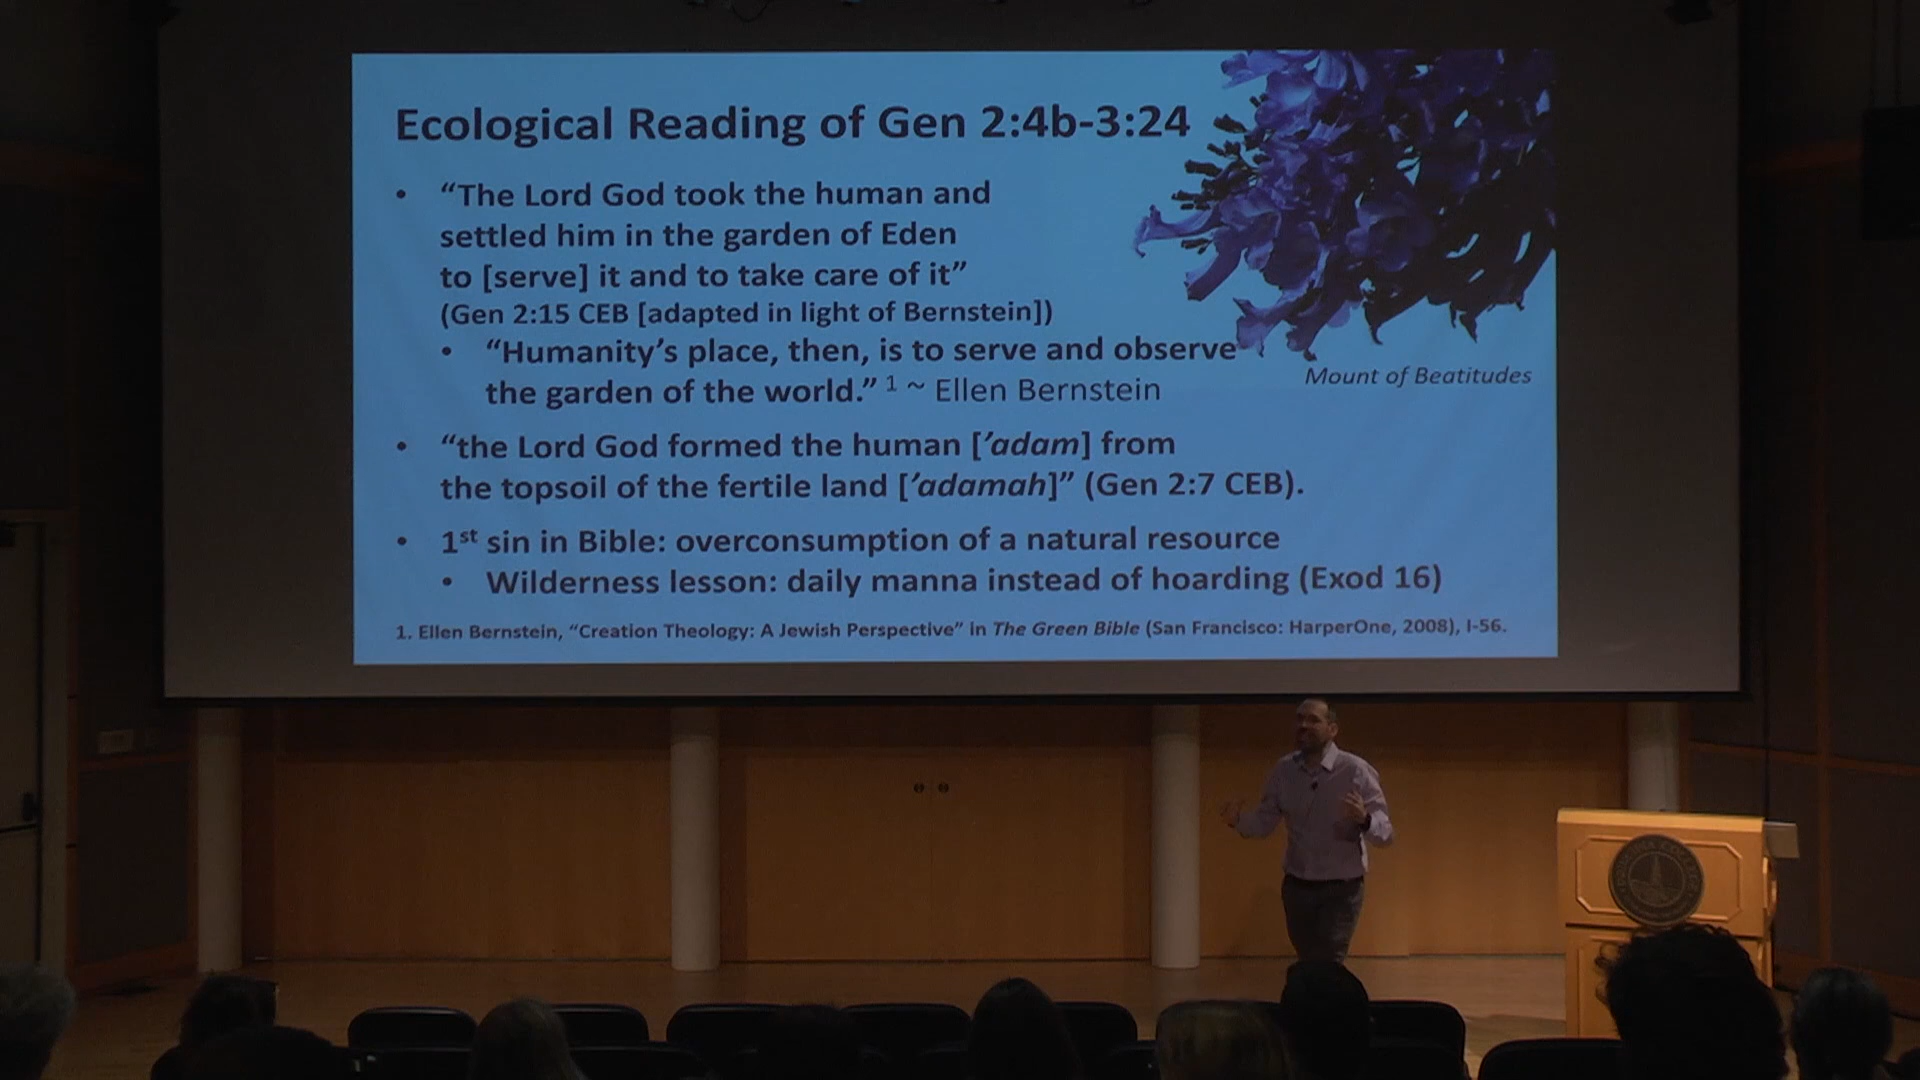 Ecological Reading of Gen 2:4b-3:24
• “The Lord God took the human and
settled him in the garden of Eden
to [serve] it and to take care of it”
(Gen 2:15 CEB [adapted in light of Bernstein])
• “Humanity’s place, then, is to serve and observe
the garden of the world.” 1 ~ Ellen Bernstein
Mount of Beatitudes
• “the Lord God formed the human [’adam] from
the topsoil of the fertile land [’adamah]” (Gen 2:7 CEB).
• 1st sin in Bible: overconsumption of a natural resource
• Wilderness lesson: daily manna instead of hoarding (Exod 16)
1. Ellen Bernstein, “Creation Theology: A Jewish Perspective” in The Green Bible (San Francisco: HarperOne, 2008), I-56.